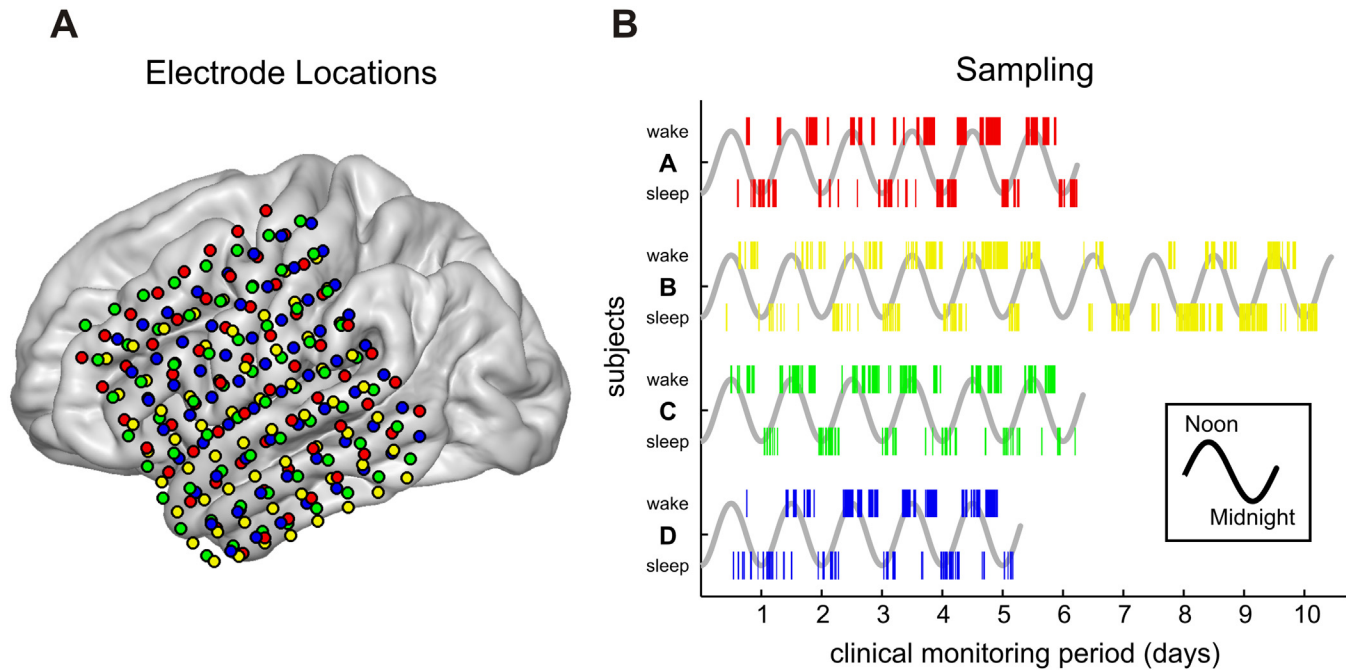 A
Electrode Locations
B
Sampling
subjects
wake
A
sleep
wake
B
sleep
wake
C
sleep
wake
D
sleep
Noon
Midnight
1 2 3 4 5 6 7 8 9 10
clinical monitoring period (days)